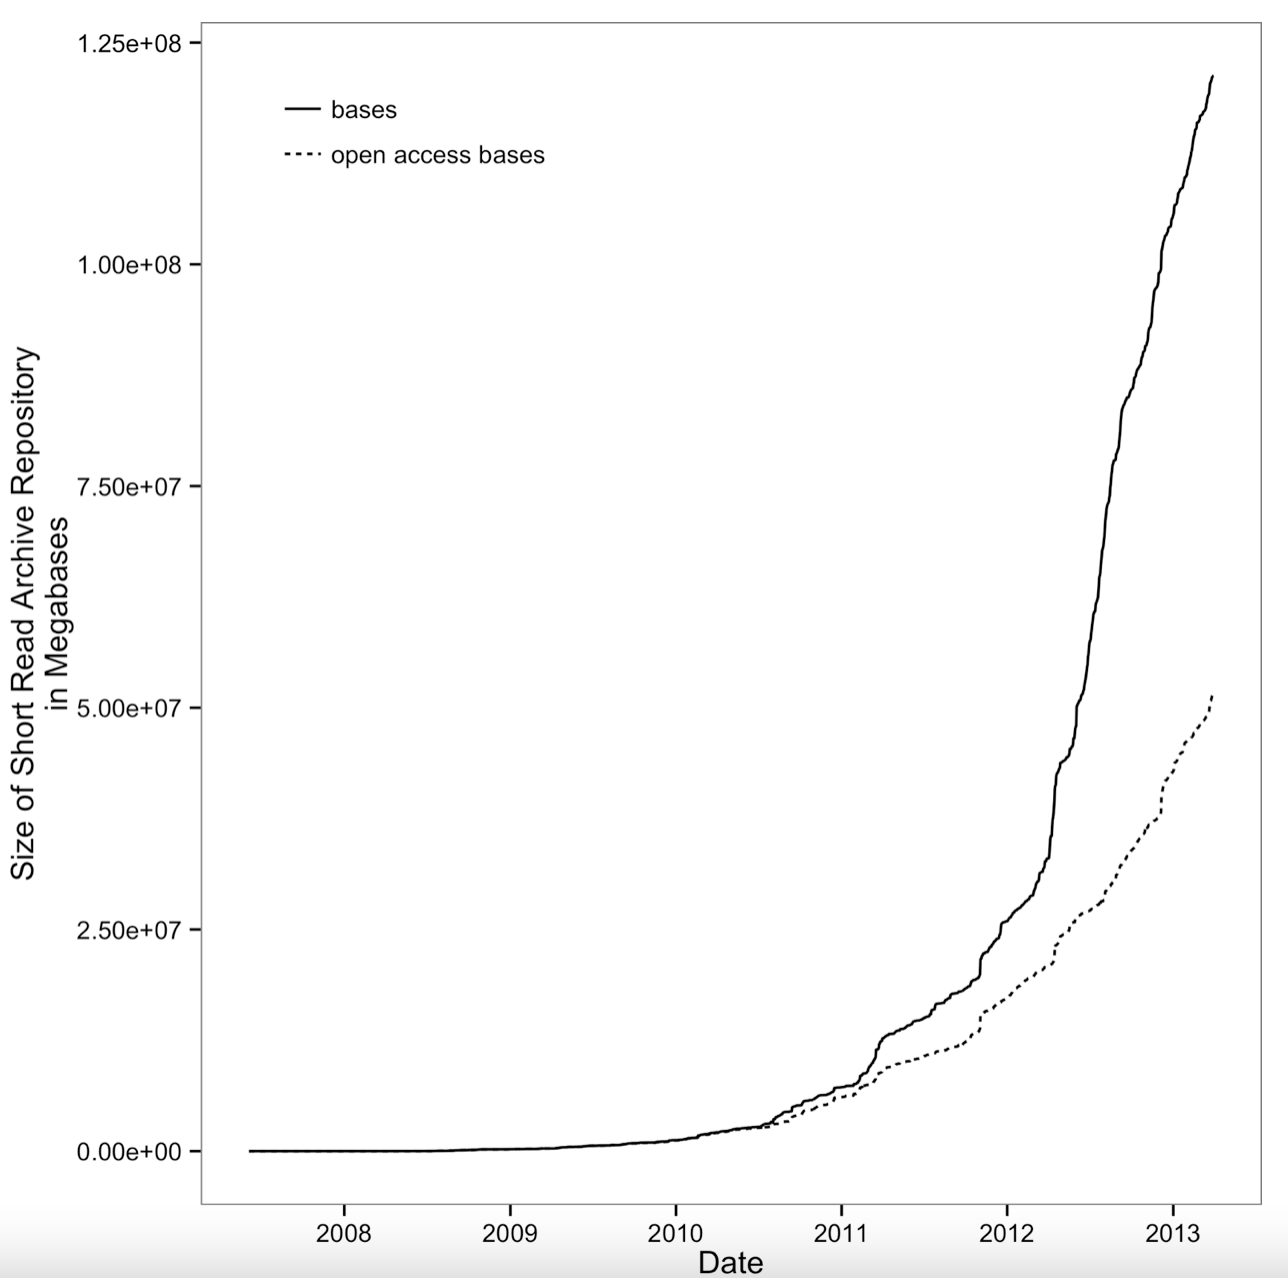 1.25e+08
bases
open access bases
1.00e+08
7.50e+07
5.00e+07
2.50e+07
0.00e+00
Size of Short Read Archive Repository
in Megabases
2008 2009 2010 2011 2012 2013
Date